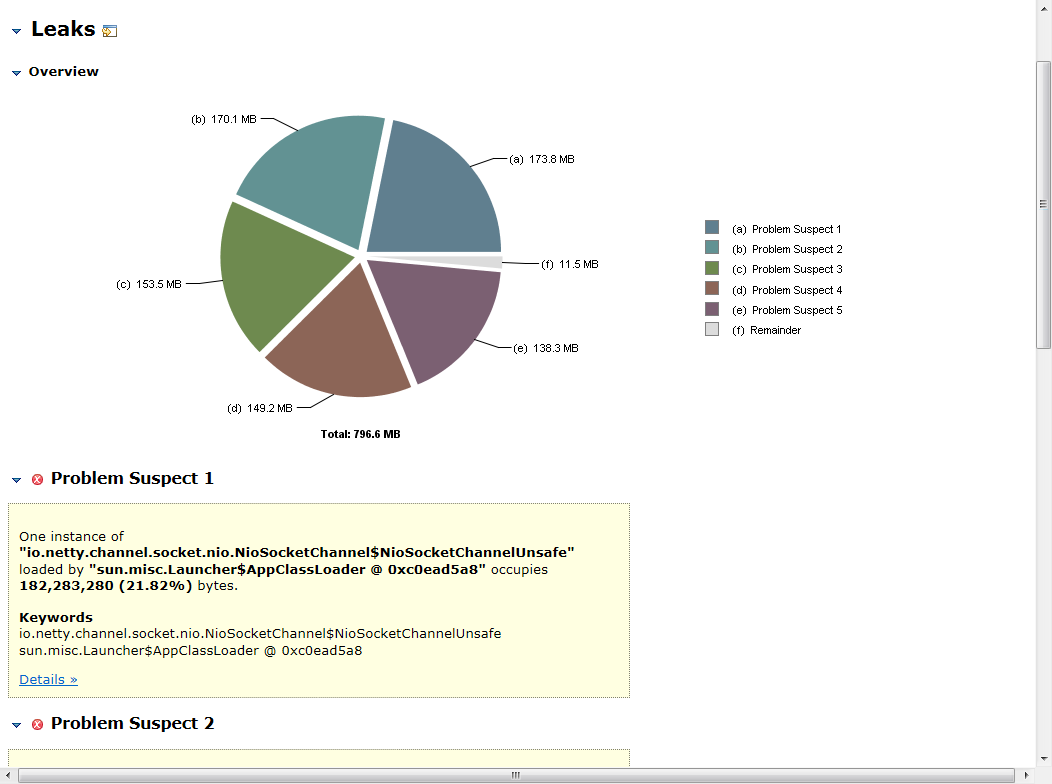 Leaks
Overview
(b) 170.1 MB
(a) 173.8 MB
(f) 11.5 MB
(c) 153.5 MB
(e) 138.3 MB
(d) 149.2 MB
Total: 796.6 MB
(a) Problem Suspect 1
(b) Problem Suspect 2
(c) Problem Suspect 3
(d) Problem Suspect 4
(e) Problem Suspect 5
(f) Remainder
Problem Suspect 1
One instance of
"io.netty.channel.socket.nio.NioSocketChannel$NioSocketChannelUnsafe"
loaded by "sun.misc.Launcher$AppClassLoader @ 0xc0ead5a8" occupies
182,283,280 (21.82%) bytes.
Keywords
io.netty.channel.socket.nio.NioSocketChannel$NioSocketChannelUnsafe
sun.misc.Launcher$AppClassLoader @ 0xc0ead5a8
Details »
Problem Suspect 2